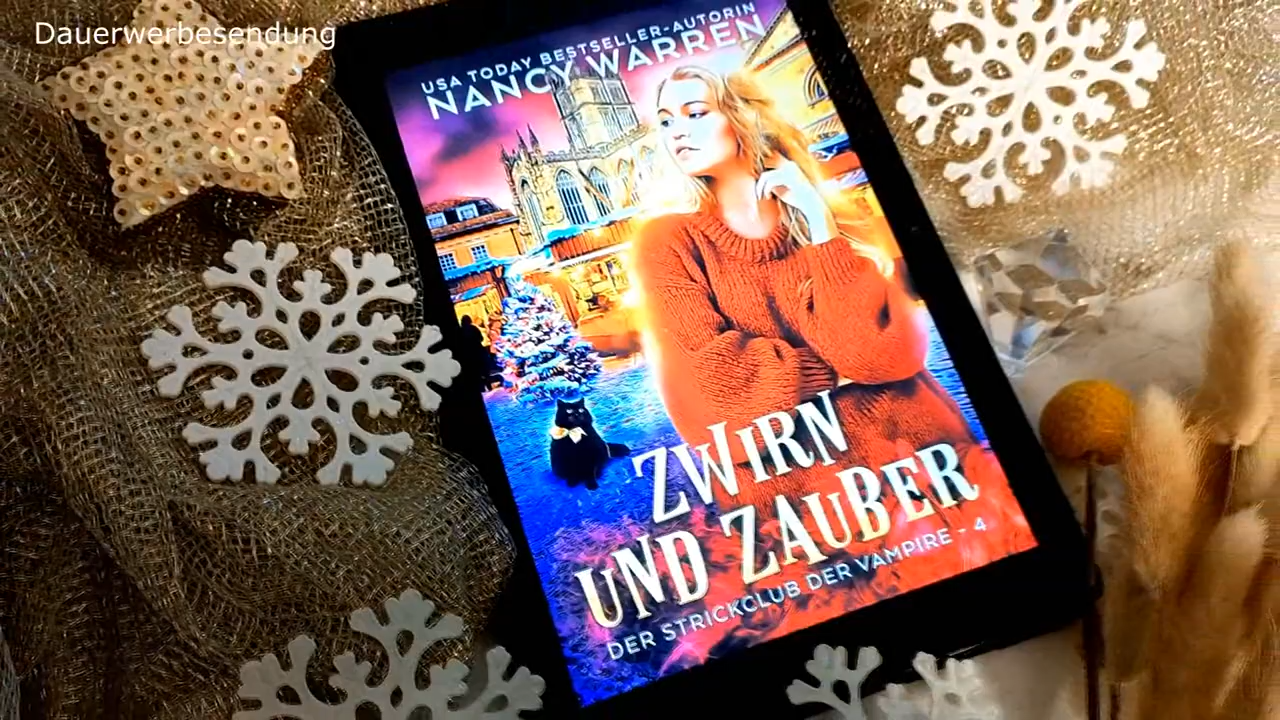 Dauerwerbesendung
USA TODAY BESTSELLER-AUTORIN
NANCY WARREN
ZWIRN
UND ZAUBER
DER STRICKCLUB DER VAMPIRE - 4